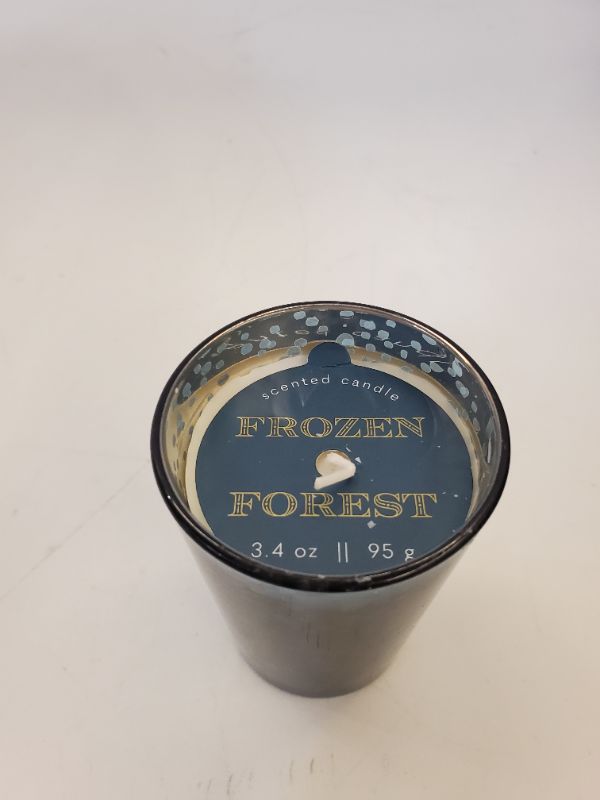 scented candle
FROZEN
FOREST
3.4 oz || 95 g